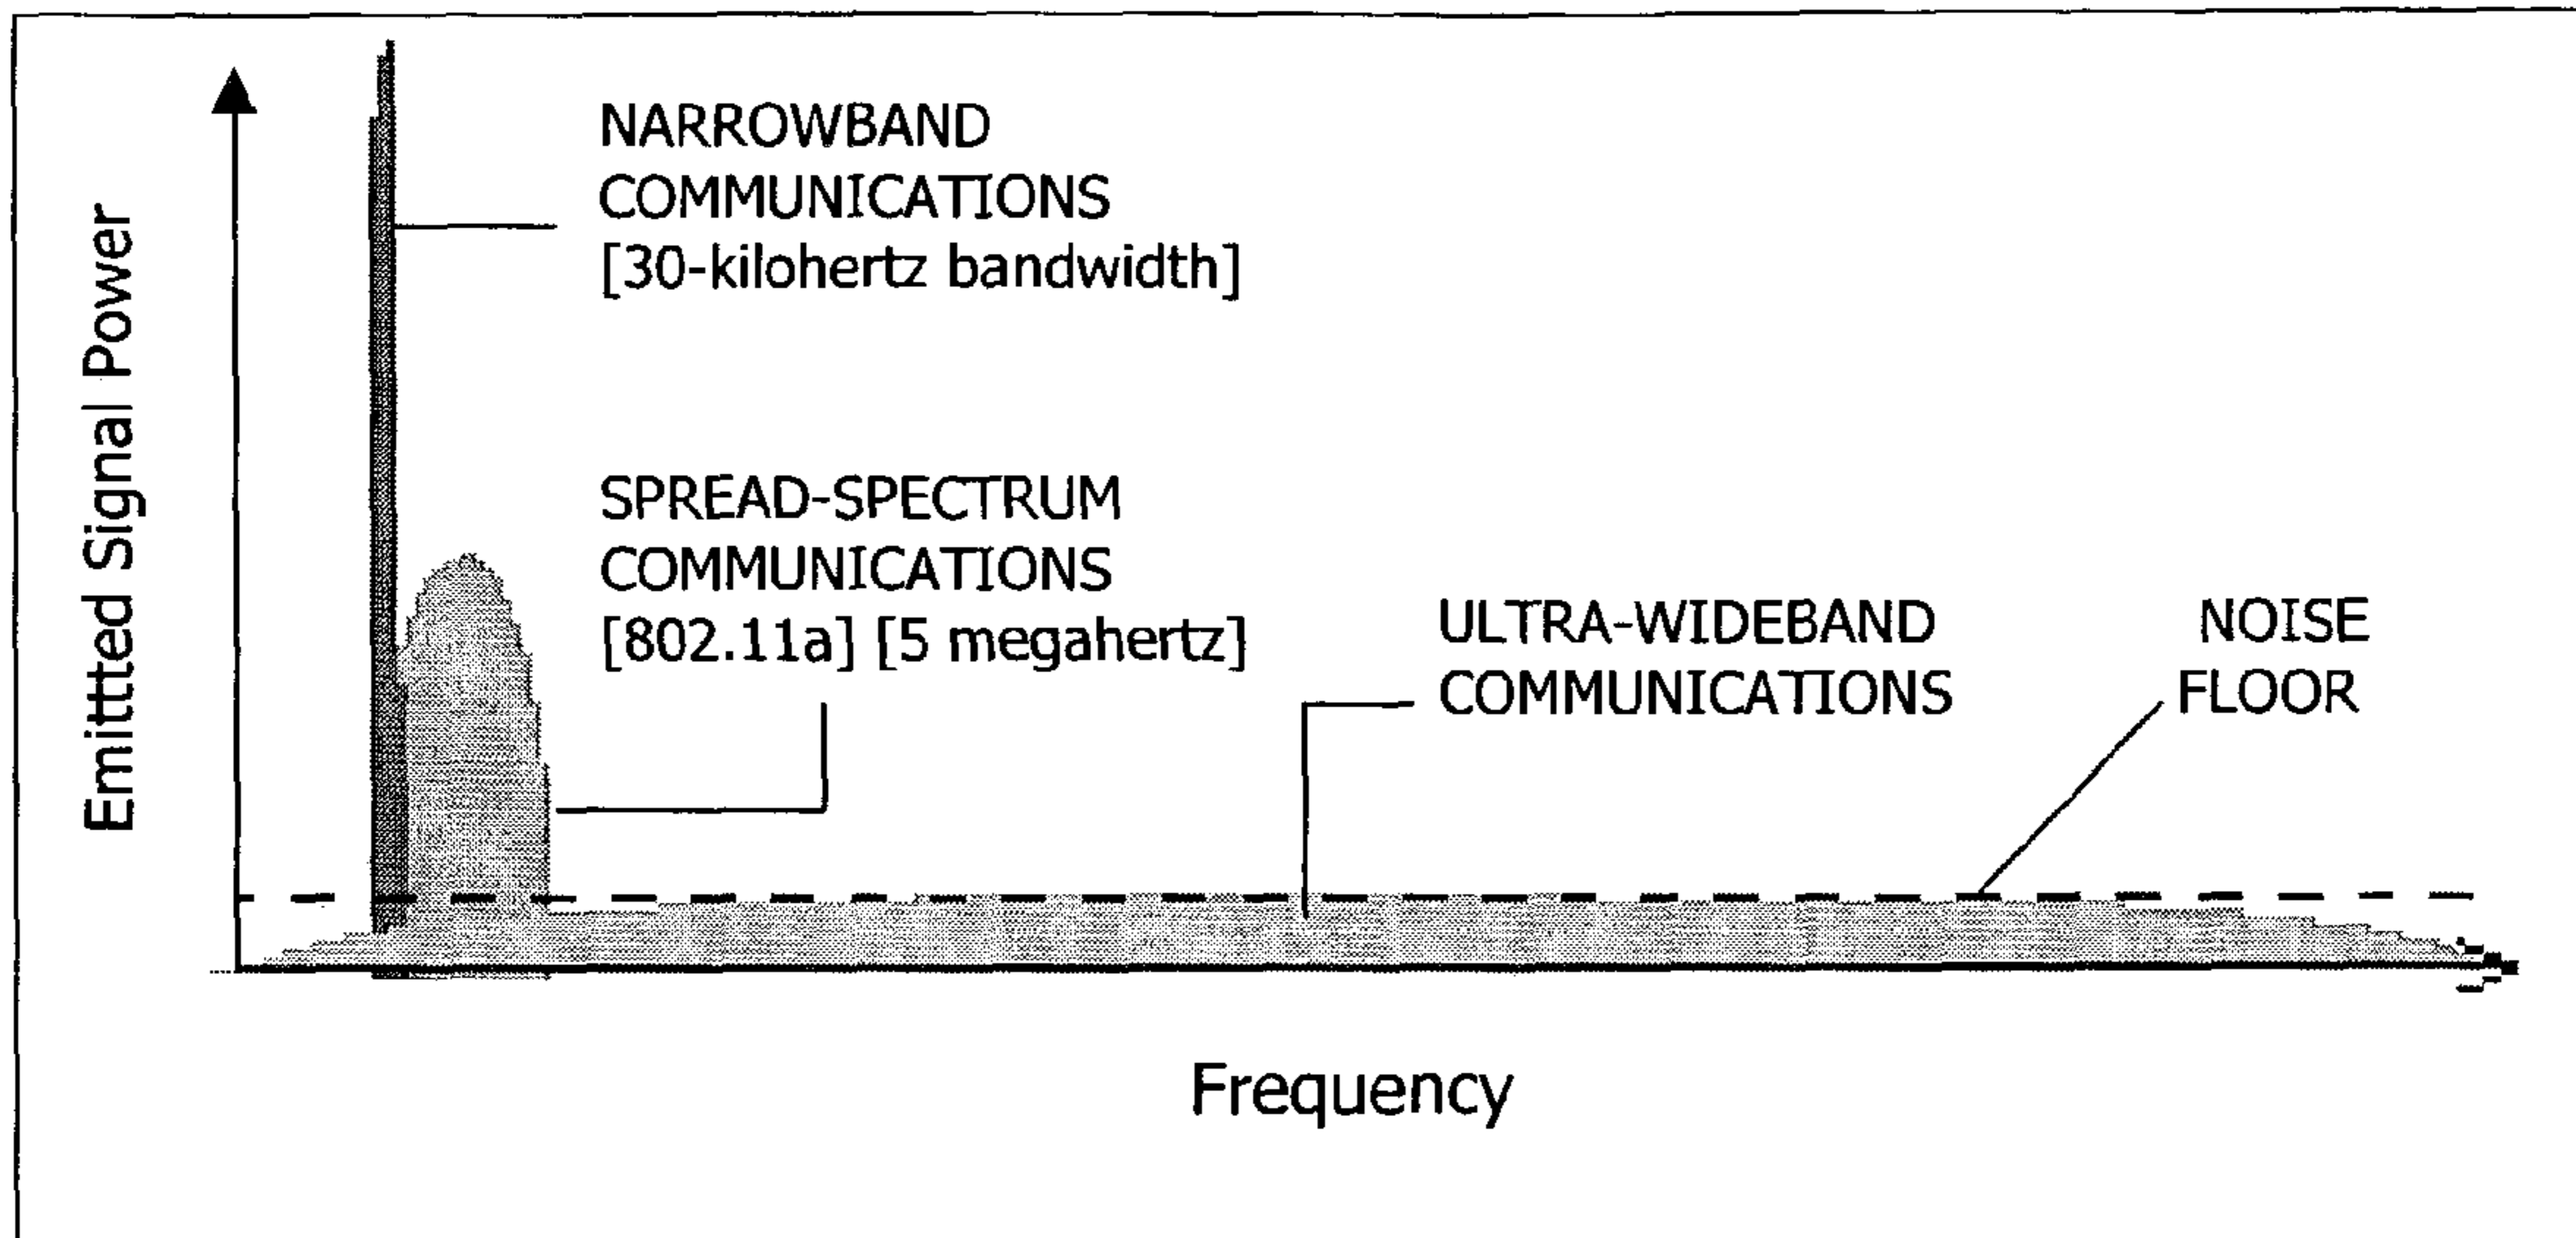 Emittted Signal Power
NARROWBAND
COMMUNICATIONS
[30-kilohertz bandwidth]
SPREAD-SPECTRUM
COMMUNICATIONS
[802.11a] [5 megahertz]
ULTRA-WIDEBAND
COMMUNICATIONS
NOISE
FLOOR
Frequency